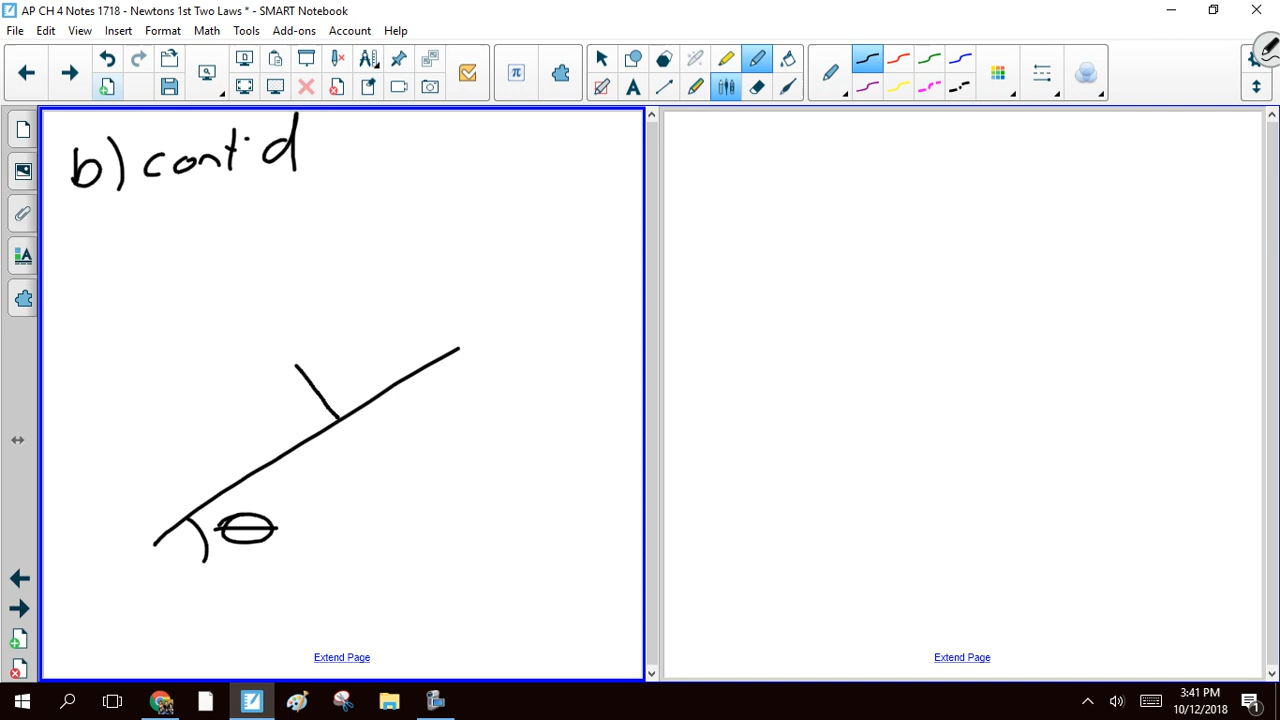 AP CH 4 Notes 1718 - Newtons 1st Two Laws * - SMART Notebook
File Edit View Insert Format Math Tools Add-ons Account Help
b) cont'd
θ
Extend Page
Extend Page
3:41 PM
10/12/2018